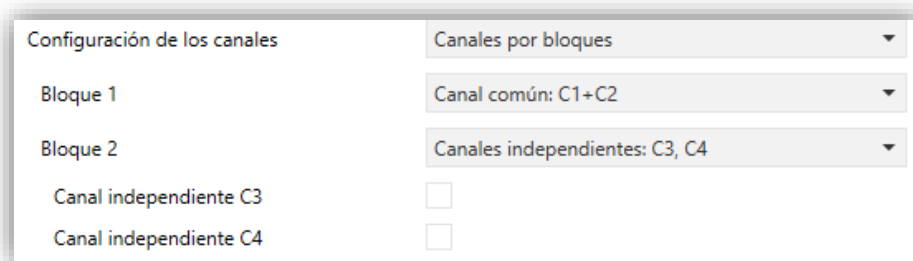 Configuración de los canales Canales por bloques
Bloque 1 Canal común: C1+C2
Bloque 2 Canales independientes: C3, C4
Canal independiente C3
Canal independiente C4